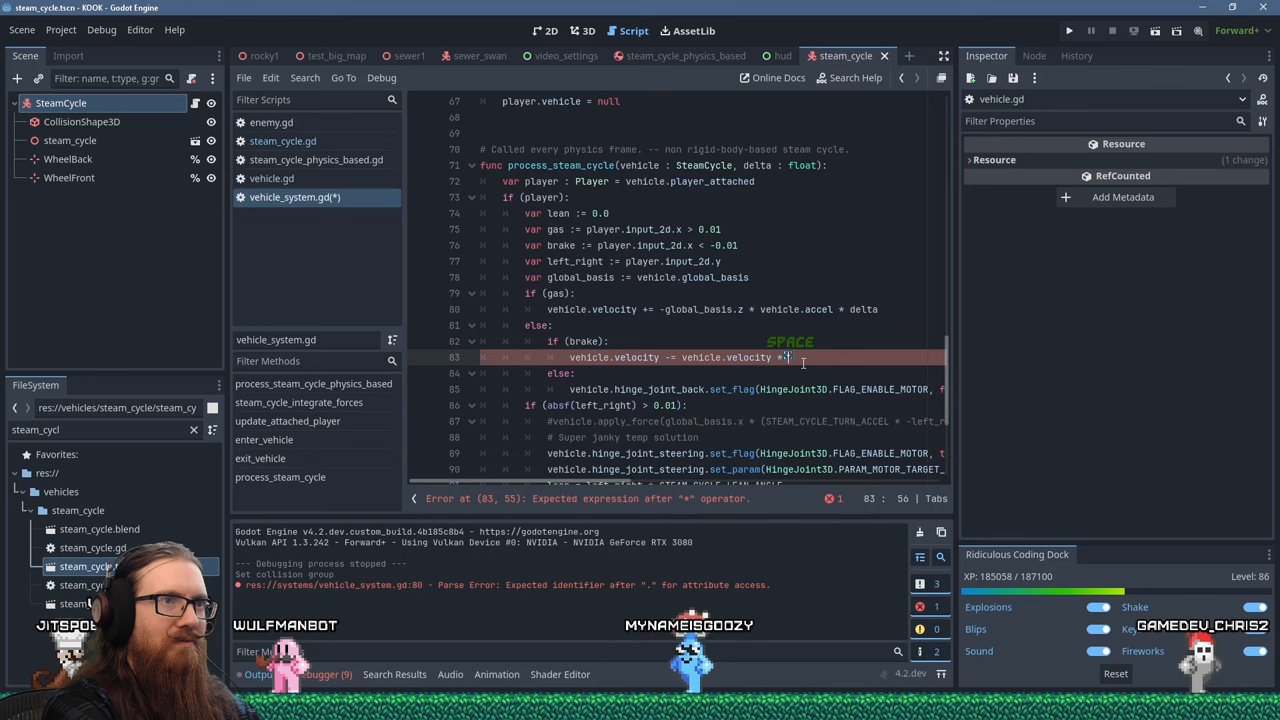 steam_cycle.tscn - KOOK - Godot Engine
Scene Project Debug Editor Help
2D 3D Script AssetLib
Forward+
Scene Import
rocky1 test_big_map sewer1 sewer_swan video_settings steam_cycle_physics_based hud steam_cycle
Inspector Node History
Filter: name, t:type, g:gr
File Edit Search Go To Debug
Online Docs Search Help
SteamCycle
CollisionShape3D
steam_cycle
WheelBack
WheelFront
Filter Scripts
enemy.gd
steam_cycle.gd
steam_cycle_physics_based.gd
vehicle.gd
vehicle_system.gd(*)
vehicle_system.gd
Filter Methods
process_steam_cycle_physics_based
steam_cycle_integrate_forces
update_attached_player
enter_vehicle
exit_vehicle
process_steam_cycle
67 player.vehicle = null
68
69
70 # Called every physics frame. -- non rigid-body-based steam cycle.
71 func process_steam_cycle(vehicle : SteamCycle, delta : float):
72 var player : Player = vehicle.player_attached
73 if (player):
74 var lean := 0.0
75 var gas := player.input_2d.x > 0.01
76 var brake := player.input_2d.x < -0.01
77 var left_right := player.input_2d.y
78 var global_basis := vehicle.global_basis
79 if (gas):
80 vehicle.velocity += -global_basis.z * vehicle.accel * delta
81 else:
82 if (brake):
SPACE
83 vehicle.velocity -= vehicle.velocity *
84 else:
85 vehicle.hinge_joint_back.set_flag(HingeJoint3D.FLAG_ENABLE_MOTOR, f
86 if (absf(left_right) > 0.01):
87 #vehicle.apply_force(global_basis.x * (STEAM_CYCLE_TURN_ACCEL * -left_r
88 # Super janky temp solution
89 vehicle.hinge_joint_steering.set_flag(HingeJoint3D.FLAG_ENABLE_MOTOR, t
90 vehicle.hinge_joint_steering.set_param(HingeJoint3D.PARAM_MOTOR_TARGET_
Error at (83, 55): Expected expression after "*" operator.
1 83 : 56 | Tabs
vehicle.gd
Filter Properties
Resource
Resource (1 change)
RefCounted
Add Metadata
FileSystem
res://vehicles/steam_cycle/steam_cy
steam_cycl
Favorites:
res://
vehicles
steam_cycle
steam_cycle.blend
steam_cycle.gd
Godot Engine v4.2.dev.custom_build.4b185c8b4 - https://godotengine.org
Vulkan API 1.3.242 - Forward+ - Using Vulkan Device #0: NVIDIA - NVIDIA GeForce RTX 3080
--- Debugging process stopped ---
Set collision group
res://systems/vehicle_system.gd:80 - Parse Error: Expected identifier after "." for attribute access.
3
1
0
2
Debugger (9) Search Results Audio Animation Shader Editor
4.2.dev
Ridiculous Coding Dock
XP: 185058 / 187100 Level: 86
Explosions Shake
Blips
Sound Fireworks
Reset
WULFMANBOT
MYNAMEISGOOZY
GAMEDEV_CHRISZ